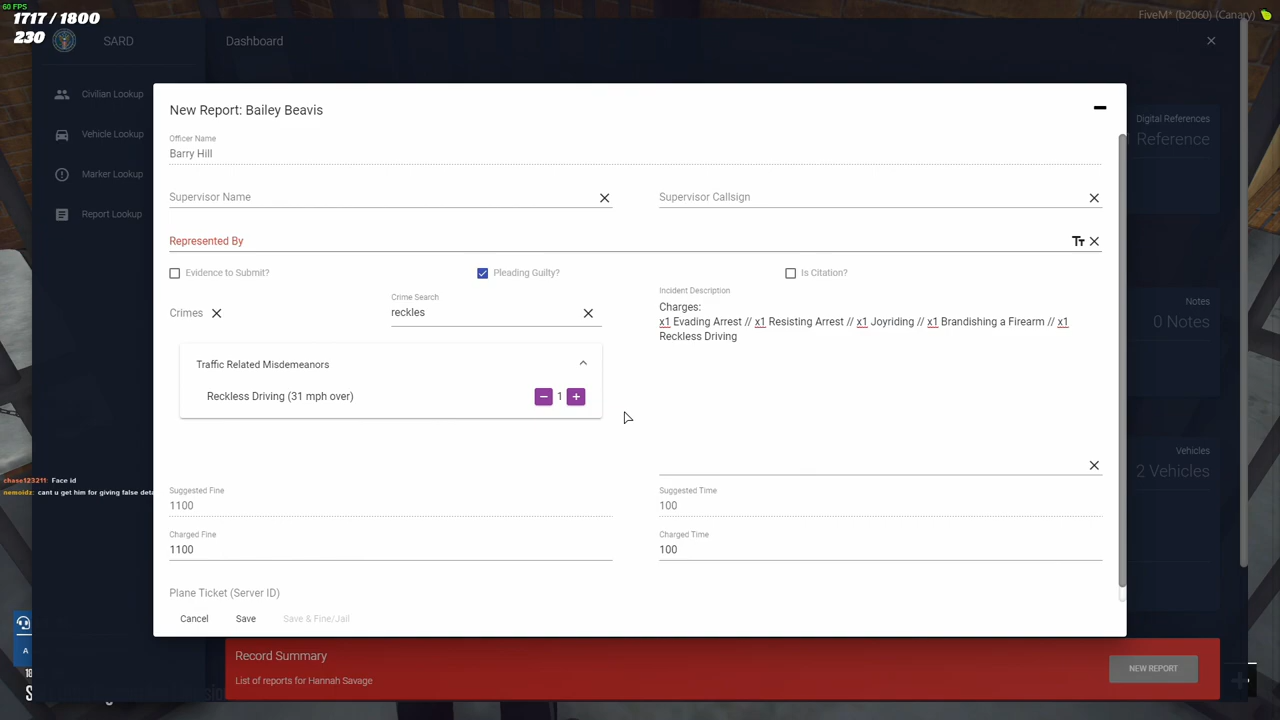 60 FPS
1717 / 1800
230
FiveM* (b2060) (Canary)
SARD
Dashboard
Civilian Lookup
Vehicle Lookup
Marker Lookup
Report Lookup
Digital References
1 Reference
Notes
0 Notes
Vehicles
2 Vehicles
New Report: Bailey Beavis
Officer Name
Barry Hill
Supervisor Name
Supervisor Callsign
Represented By
Evidence to Submit?
Pleading Guilty?
Is Citation?
Crimes
Crime Search
reckles
Incident Description
Charges:
x1 Evading Arrest // x1 Resisting Arrest // x1 Joyriding // x1 Brandishing a Firearm // x1
Reckless Driving
Traffic Related Misdemeanors
Reckless Driving (31 mph over)
− 1 +
chase123211: Face id
nemoidz: cant u get him for giving false deta
Suggested Fine
1100
Suggested Time
100
Charged Fine
1100
Charged Time
100
Plane Ticket (Server ID)
Cancel
Save
Save & Fine/Jail
A
Record Summary
List of reports for Hannah Savage
NEW REPORT